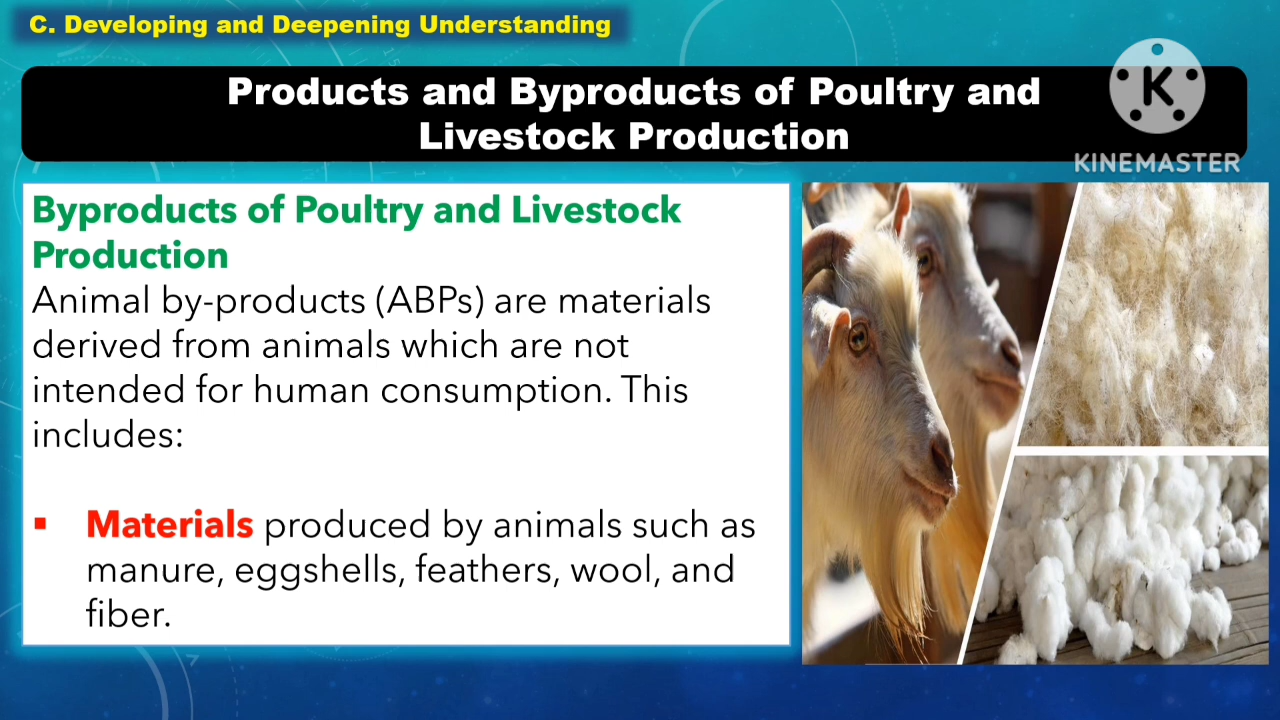 C. Developing and Deepening Understanding
Products and Byproducts of Poultry and
Livestock Production
K
KINEMASTER
Byproducts of Poultry and Livestock
Production
Animal by-products (ABPs) are materials
derived from animals which are not
intended for human consumption. This
includes:
▪ Materials produced by animals such as
manure, eggshells, feathers, wool, and
fiber.